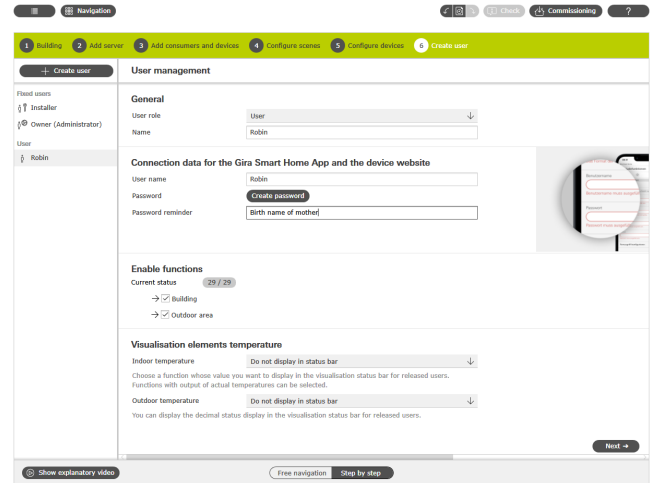 Navigation
Check
Commissioning
?
1 Building
2 Add server
3 Add consumers and devices
4 Configure scenes
5 Configure devices
6 Create user
+ Create user
User management
Fixed users
Installer
Owner (Administrator)
User
Robin
General
User role
User
Name
Robin
Connection data for the Gira Smart Home App and the device website
User name
Robin
Password
Create password
Password reminder
Birth name of mother
Benutzername
Passwort
Enable functions
Current status
29 / 29
Building
Outdoor area
Visualisation elements temperature
Indoor temperature
Do not display in status bar
Choose a function whose value you want to display in the visualisation status bar for released users.
Functions with output of actual temperatures can be selected.
Outdoor temperature
Do not display in status bar
You can display the decimal status display in the visualisation status bar for released users.
Next →
Show explanatory video
Free navigation
Step by step